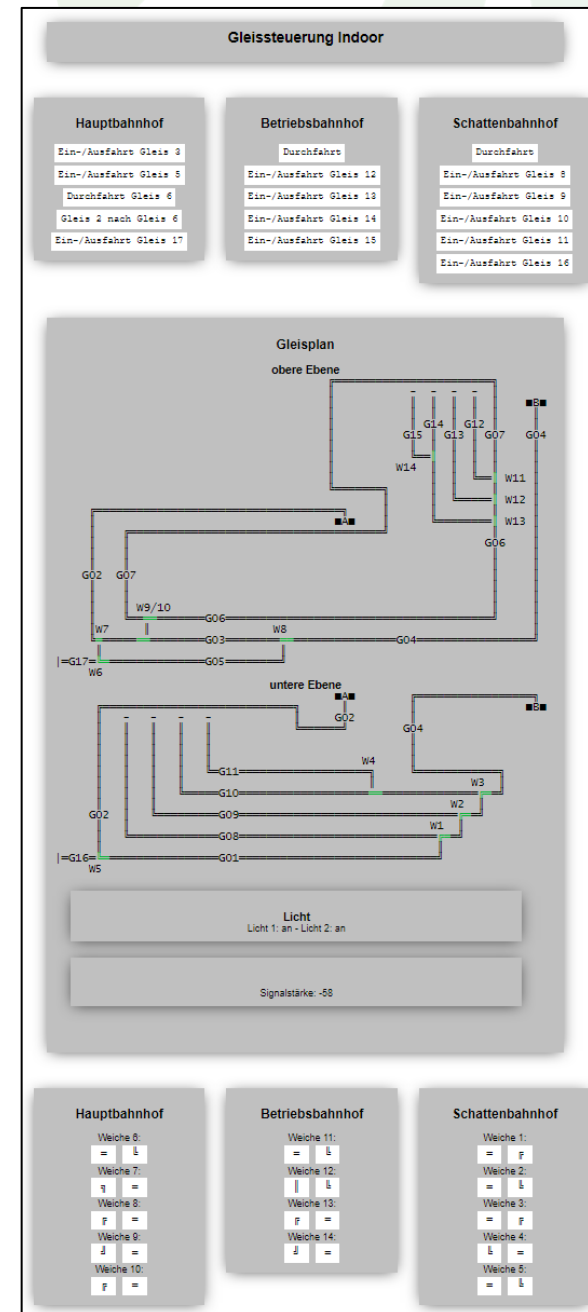 Gleissteuerung Indoor
Hauptbahnhof
Ein-/Ausfahrt Gleis 3
Ein-/Ausfahrt Gleis 5
Durchfahrt Gleis 6
Gleis 2 nach Gleis 6
Ein-/Ausfahrt Gleis 17
Betriebsbahnhof
Durchfahrt
Ein-/Ausfahrt Gleis 12
Ein-/Ausfahrt Gleis 13
Ein-/Ausfahrt Gleis 14
Ein-/Ausfahrt Gleis 15
Schattenbahnhof
Durchfahrt
Ein-/Ausfahrt Gleis 8
Ein-/Ausfahrt Gleis 9
Ein-/Ausfahrt Gleis 10
Ein-/Ausfahrt Gleis 11
Ein-/Ausfahrt Gleis 16
Gleisplan
obere Ebene
■B■
G14 G12
G15 G13 G07 G04
W14
W11
W12
■A■ W13
G06
G02 G07
W9/10
G06
W7 W8
G03 G04
|=G17= G05
W6
untere Ebene
■A■
■B■
G02
G04
W4
G11
W3
G10
W2
G02 G09
W1
G08
|=G16= G01
W5
Licht
Licht 1: an - Licht 2: an
Signalstärke: -58
Hauptbahnhof
Weiche 6:
═ ╚
Weiche 7:
╗ ═
Weiche 8:
╔ ═
Weiche 9:
╝ ═
Weiche 10:
╔ ═
Betriebsbahnhof
Weiche 11:
═ ╚
Weiche 12:
║ ╚
Weiche 13:
╔ ═
Weiche 14:
╝ ═
Schattenbahnhof
Weiche 1:
═ ╔
Weiche 2:
═ ╚
Weiche 3:
═ ╔
Weiche 4:
╚ ═
Weiche 5:
═ ╚